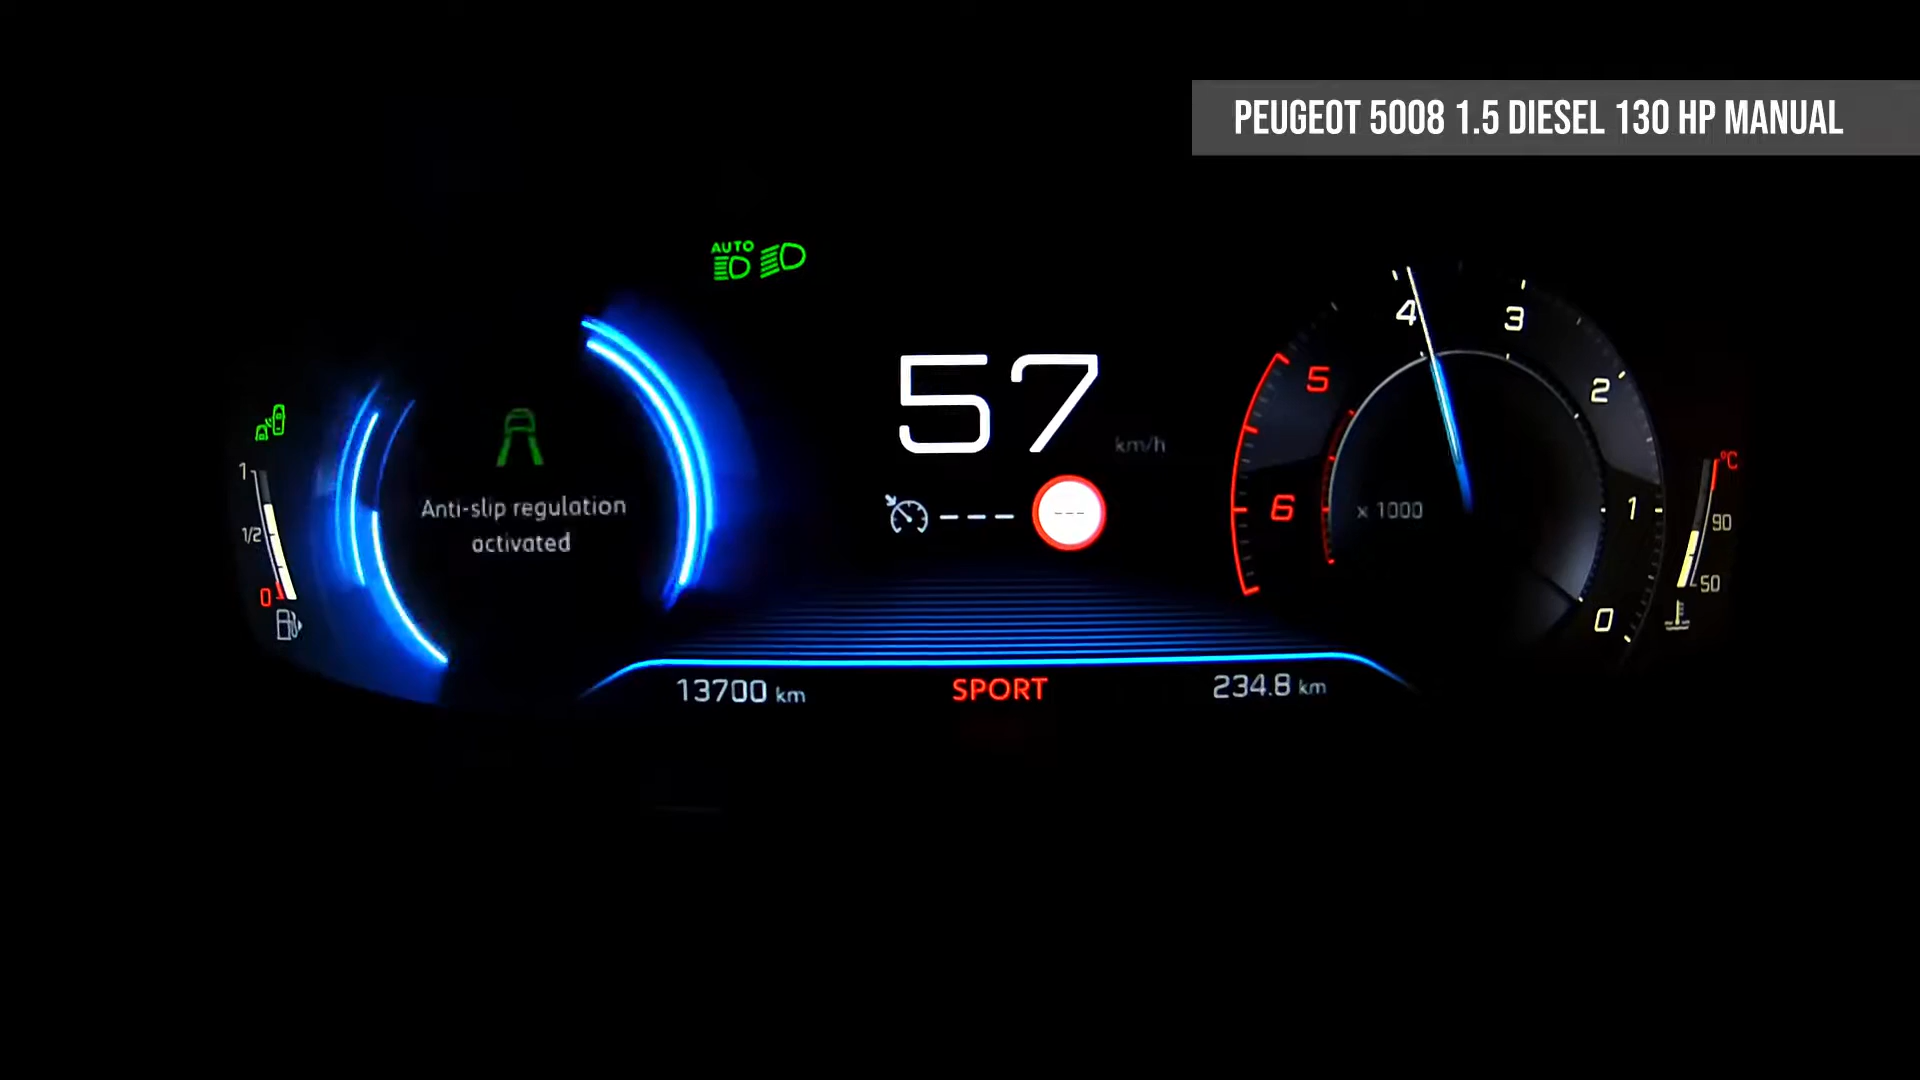 PEUGEOT 5008 1.5 DIESEL 130 HP MANUAL
AUTO
57
km/h
Anti-slip regulation
activated
---
---
1
1/2
0
4
3
5
2
6
x 1000
1
0
°C
90
50
13700 km
SPORT
234.8 km